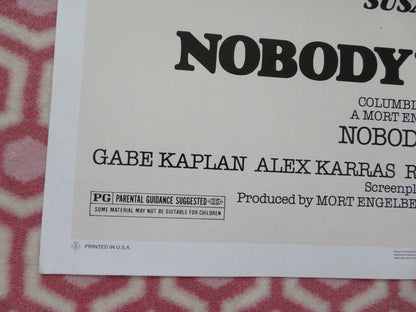 SUSA
NOBODY'
COLUMBI
A MORT EN
NOBOD
GABE KAPLAN ALEX KARRAS R
Screenpl
Produced by MORT ENGELBE
PG PARENTAL GUIDANCE SUGGESTED
SOME MATERIAL MAY NOT BE SUITABLE FOR CHILDREN
PRINTED IN U.S.A.